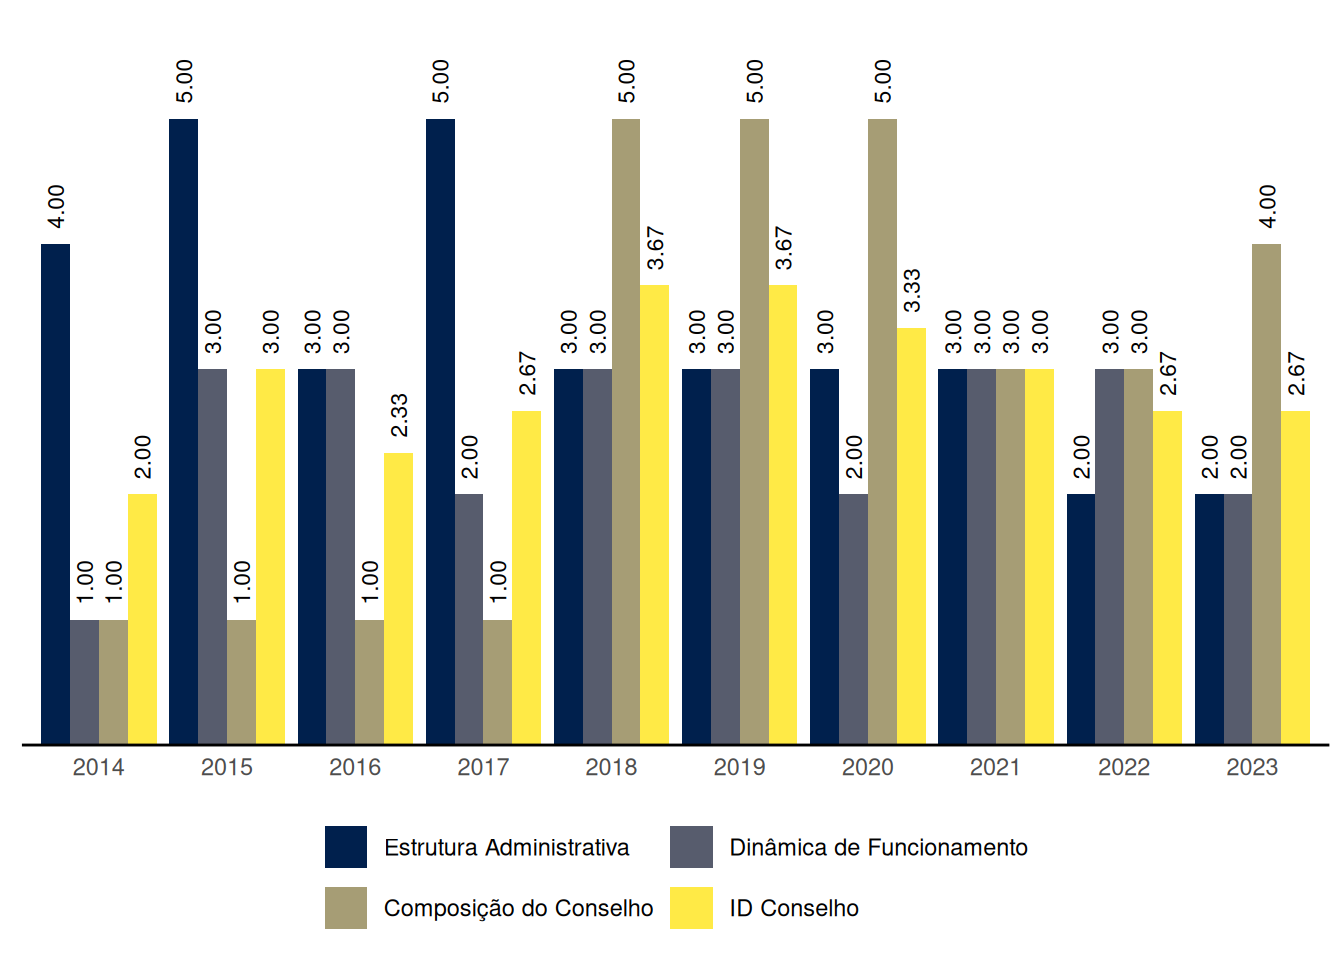 4.00 1.00 1.00 2.00 5.00 3.00 1.00 3.00 3.00 3.00 1.00 2.33 5.00 2.00 1.00 2.67 3.00 3.00 5.00 3.67 3.00 3.00 5.00 3.67 3.00 2.00 5.00 3.33 3.00 3.00 3.00 3.00 2.00 3.00 3.00 2.67 2.00 2.00 4.00 2.67
2014 2015 2016 2017 2018 2019 2020 2021 2022 2023
Estrutura Administrativa Dinâmica de Funcionamento
Composição do Conselho ID Conselho